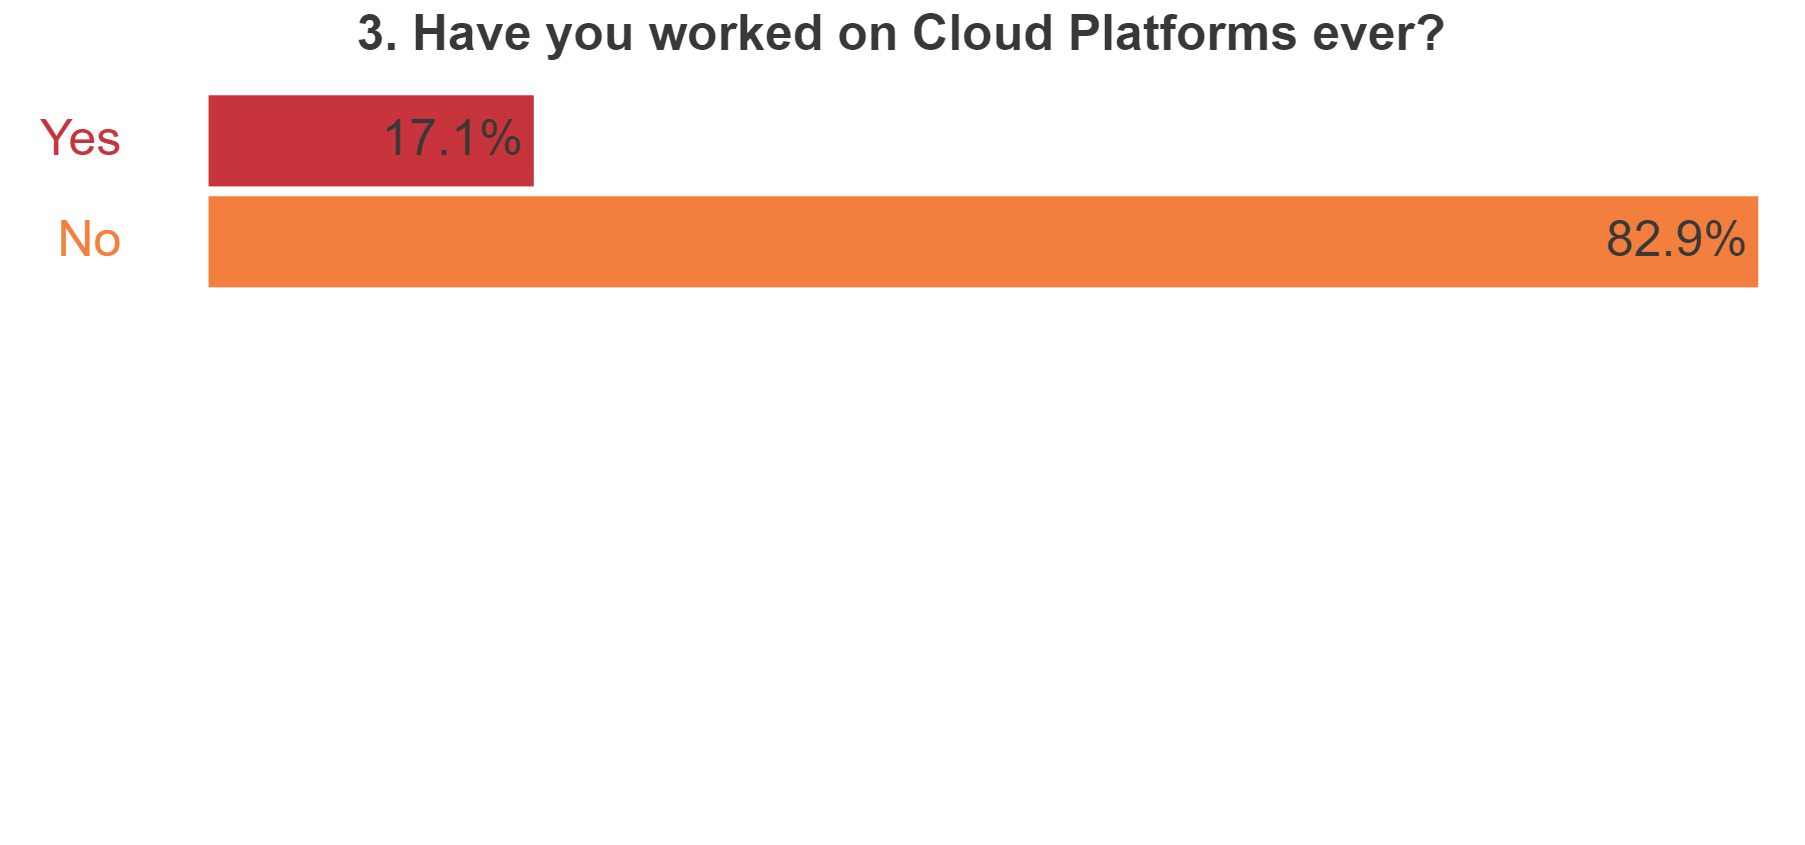 3. Have you worked on Cloud Platforms ever?
Yes 17.1%
No 82.9%